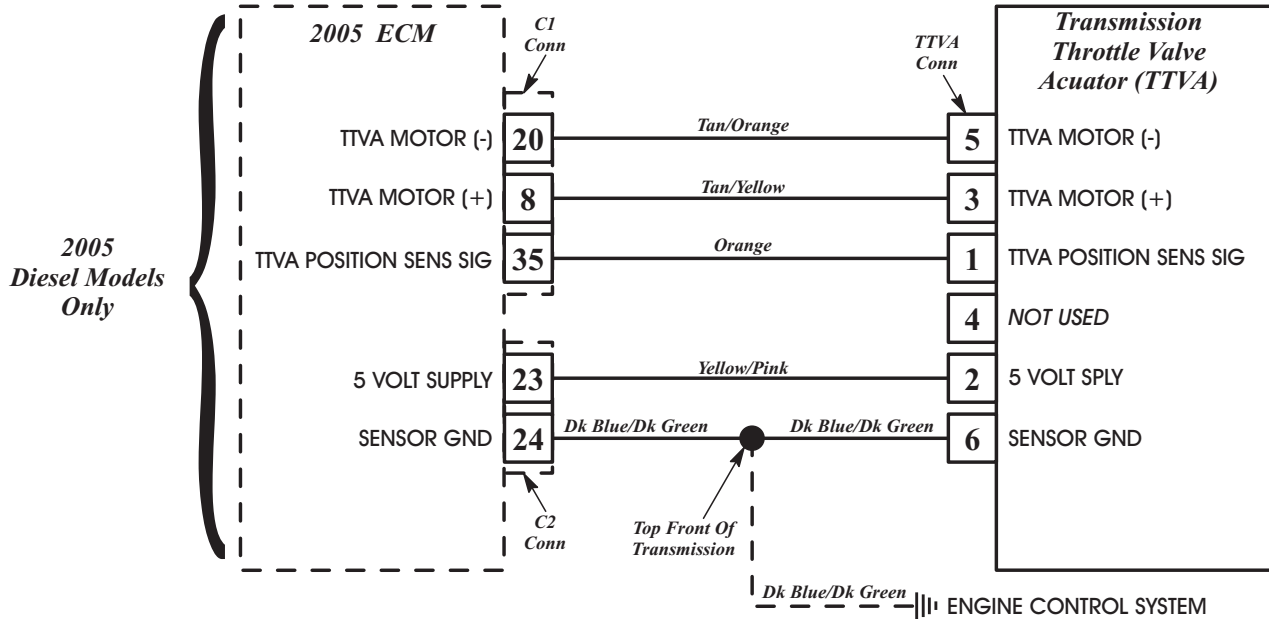 2005 ECM
C1
Conn
TTVA
Conn
Transmission
Throttle Valve
Acuator (TTVA)
TTVA MOTOR (-)
20
Tan/Orange
5
TTVA MOTOR (-)
TTVA MOTOR (+)
8
Tan/Yellow
3
TTVA MOTOR (+)
2005
Diesel Models
Only
TTVA POSITION SENS SIG
35
Orange
1
TTVA POSITION SENS SIG
4
NOT USED
5 VOLT SUPPLY
23
Yellow/Pink
2
5 VOLT SPLY
SENSOR GND
24
Dk Blue/Dk Green
Dk Blue/Dk Green
6
SENSOR GND
C2
Conn
Top Front Of
Transmission
Dk Blue/Dk Green
ENGINE CONTROL SYSTEM